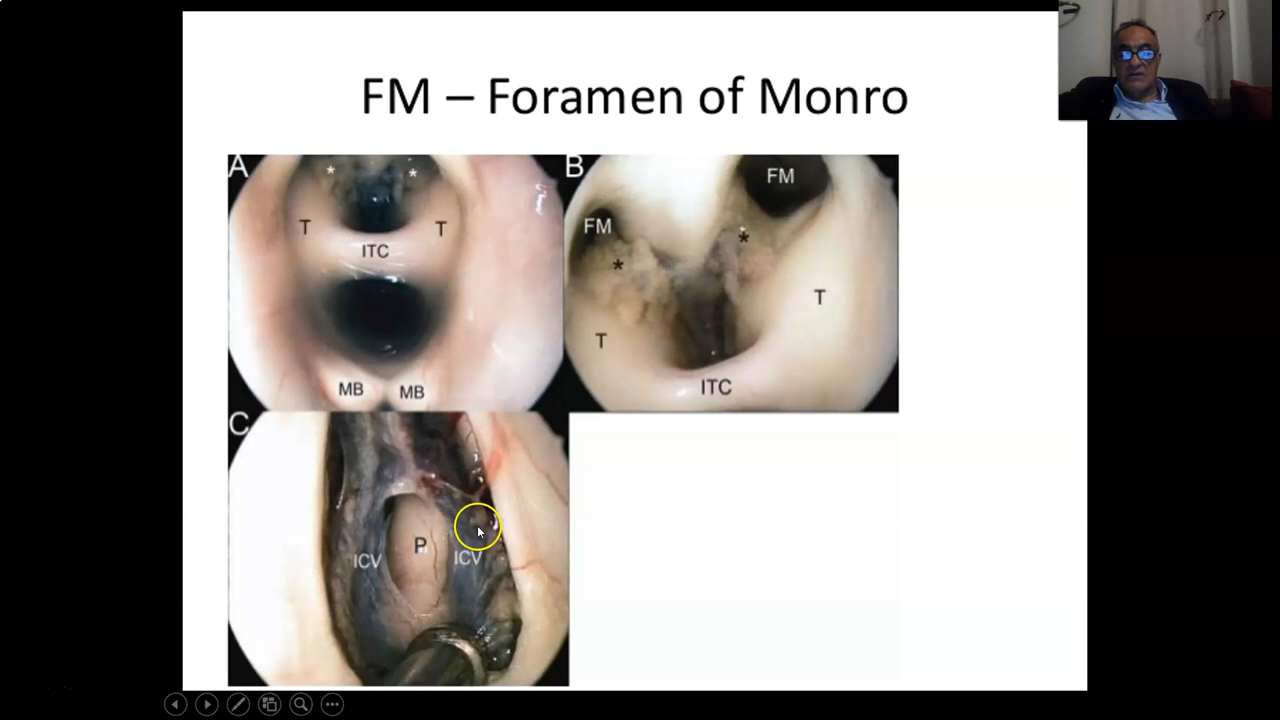 FM – Foramen of Monro
A
* *
T T
ITC
MB MB
B
FM
FM
*
*
T
T
ITC
C
P
ICV ICV